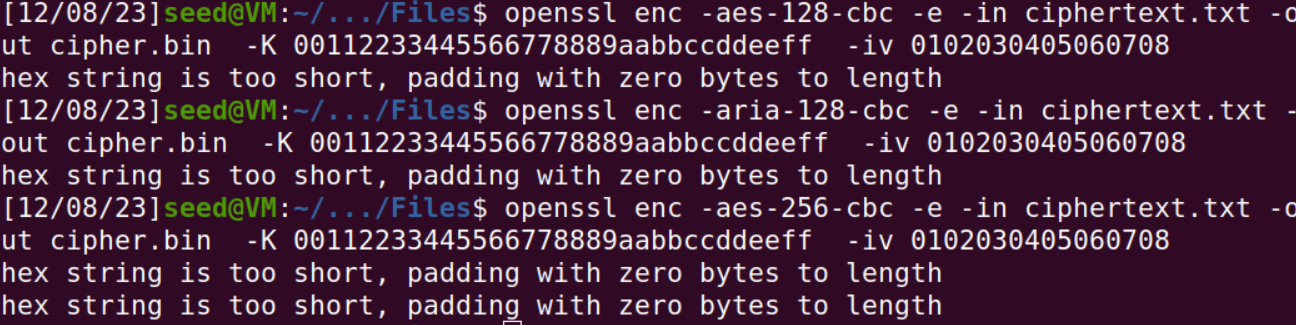 [12/08/23]seed@VM:~/.../Files$ openssl enc -aes-128-cbc -e -in ciphertext.txt -o
ut cipher.bin  -K 00112233445566778889aabbccddeeff  -iv 0102030405060708
hex string is too short, padding with zero bytes to length
[12/08/23]seed@VM:~/.../Files$ openssl enc -aria-128-cbc -e -in ciphertext.txt -
out cipher.bin  -K 00112233445566778889aabbccddeeff  -iv 0102030405060708
hex string is too short, padding with zero bytes to length
[12/08/23]seed@VM:~/.../Files$ openssl enc -aes-256-cbc -e -in ciphertext.txt -o
ut cipher.bin  -K 00112233445566778889aabbccddeeff  -iv 0102030405060708
hex string is too short, padding with zero bytes to length
hex string is too short, padding with zero bytes to length